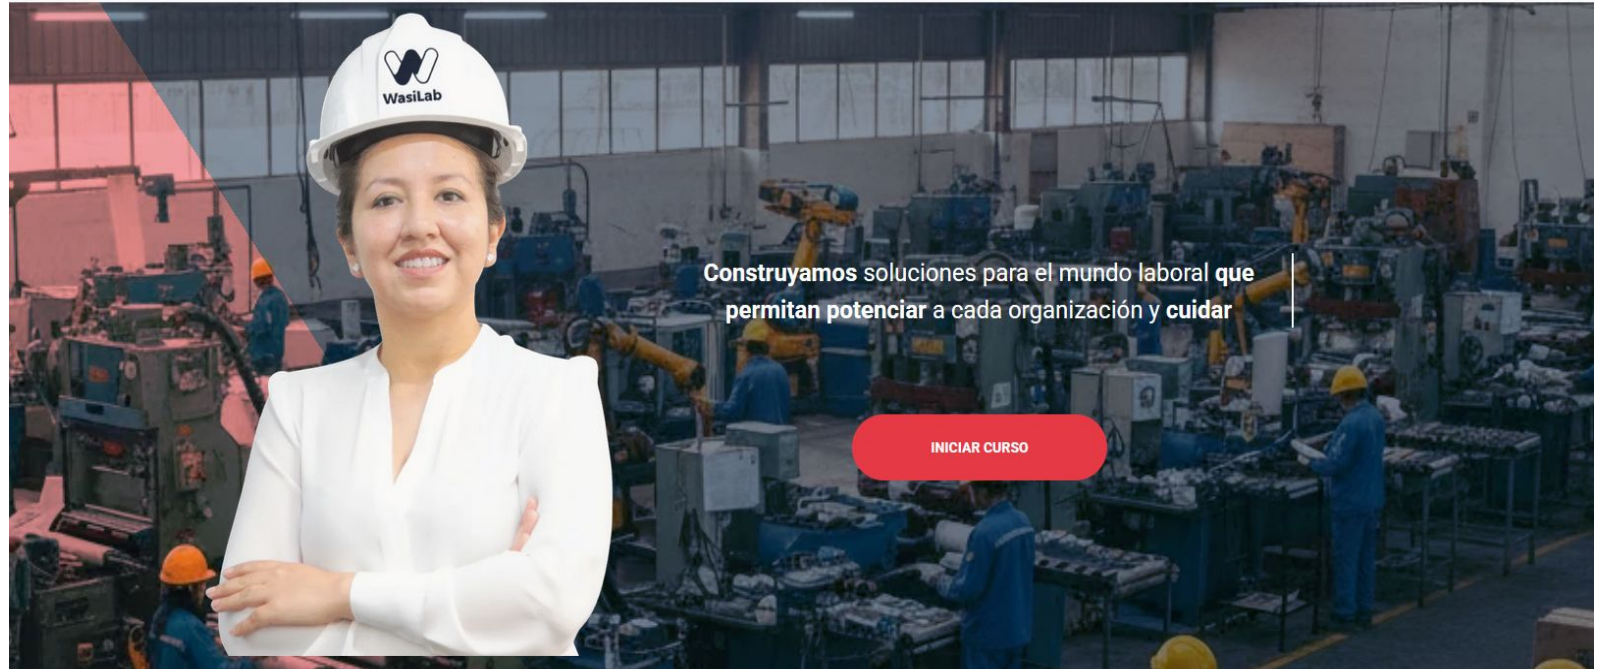 WasiLab
Construyamos soluciones para el mundo laboral que
permitan potenciar a cada organización y cuidar
INICIAR CURSO